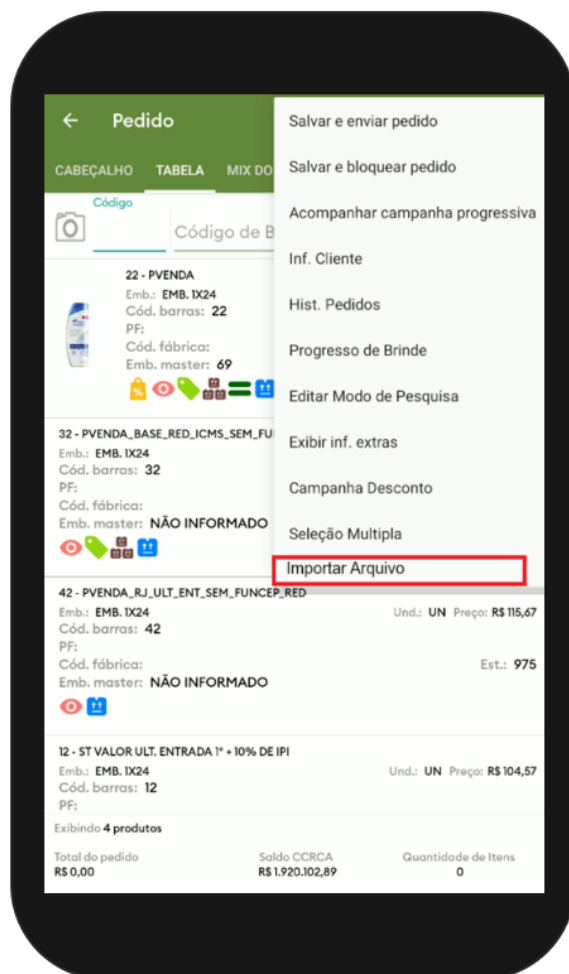 Pedido
CABEÇALHO TABELA MIX DO
Código
Código de B
22 - PVENDA
Emb.: EMB. 1X24
Cód. barras: 22
PF:
Cód. fábrica:
Emb. master: 69
32 - PVENDA_BASE_RED_ICMS_SEM_FU
Emb.: EMB. 1X24
Cód. barras: 32
PF:
Cód. fábrica:
Emb. master: NÃO INFORMADO
Salvar e enviar pedido
Salvar e bloquear pedido
Acompanhar campanha progressiva
Inf. Cliente
Hist. Pedidos
Progresso de Brinde
Editar Modo de Pesquisa
Exibir inf. extras
Campanha Desconto
Seleção Multipla
Importar Arquivo
42 - PVENDA_RJ_ULT_ENT_SEM_FUNCEP_RED
Emb.: EMB. 1X24 Und.: UN Preço: R$ 115,67
Cód. barras: 42
PF:
Cód. fábrica: Est.: 975
Emb. master: NÃO INFORMADO
12 - ST VALOR ULT. ENTRADA 1° + 10% DE IPI
Emb.: EMB. 1X24 Und.: UN Preço: R$ 104,57
Cód. barras: 12
PF:
Exibindo 4 produtos
Total do pedido Saldo CCRCA Quantidade de Itens
R$ 0,00 R$ 1.920.102,89 0